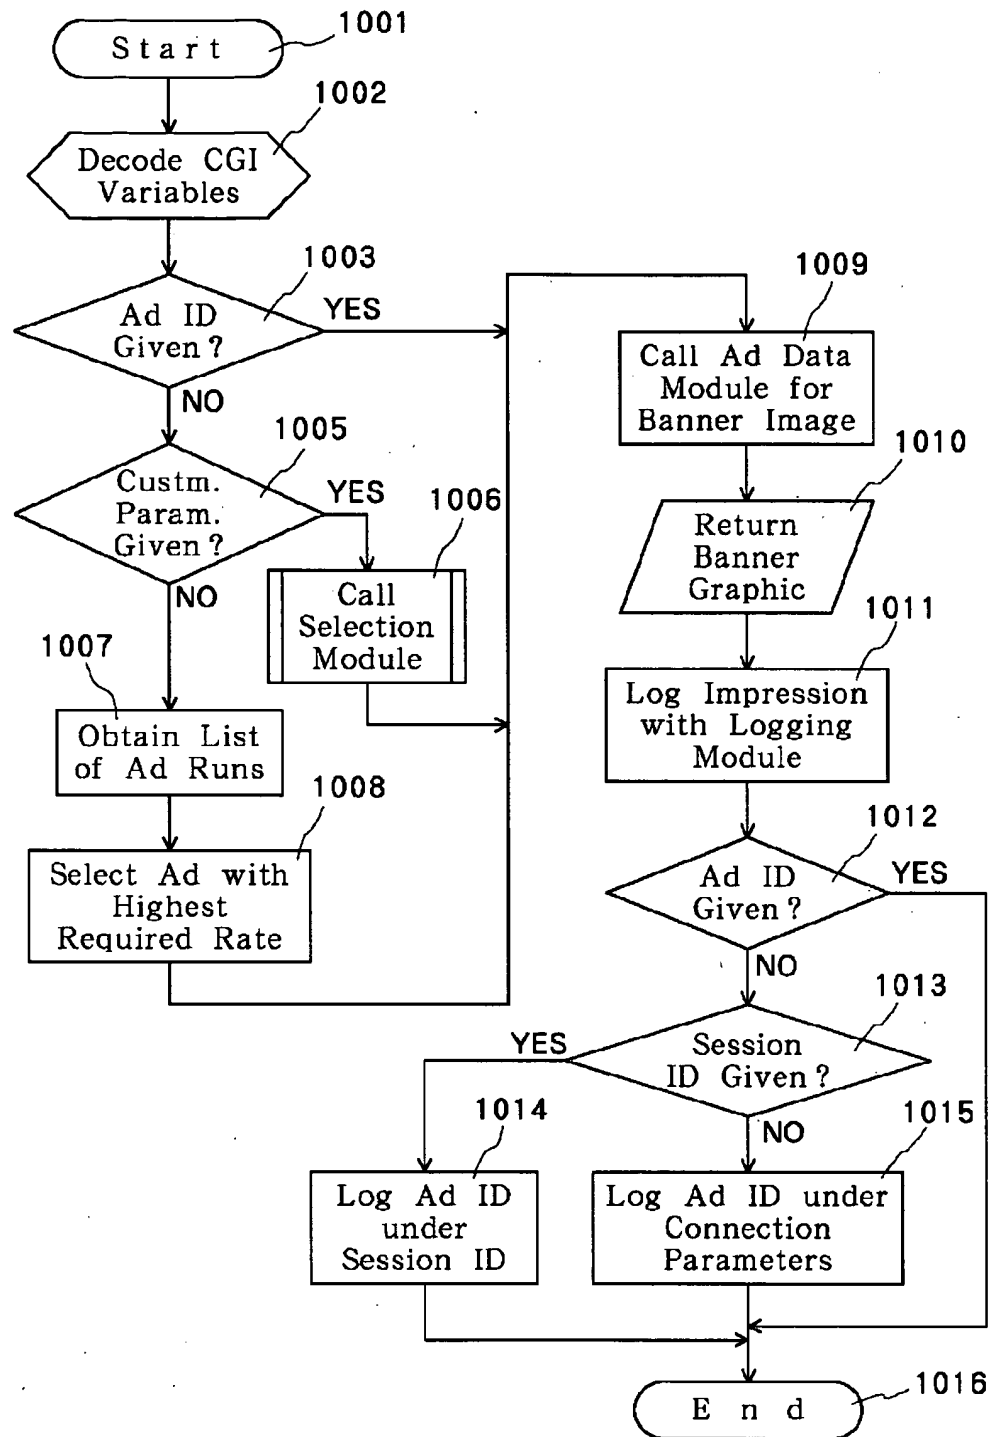 1001
Start
1002
Decode CGI
Variables
1003
Ad ID
Given?
YES
NO
1005
Custm.
Param.
Given?
YES
NO
1006
Call
Selection
Module
1007
Obtain List
of Ad Runs
1008
Select Ad with
Highest
Required Rate
1009
Call Ad Data
Module for
Banner Image
1010
Return
Banner
Graphic
1011
Log Impression
with Logging
Module
1012
Ad ID
Given?
YES
NO
1013
Session
ID Given?
YES
NO
1014
Log Ad ID
under
Session ID
1015
Log Ad ID under
Connection
Parameters
1016
End